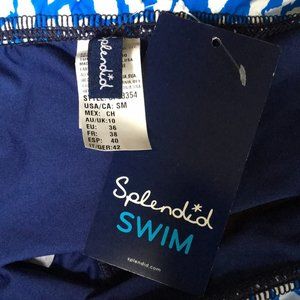 Splendid
USA/CA: SM
MEX: CH
AU/UK:10
EU: 36
FR: 38
ESP: 40
IT/GER:42
Splendid
SWIM
splendid.com